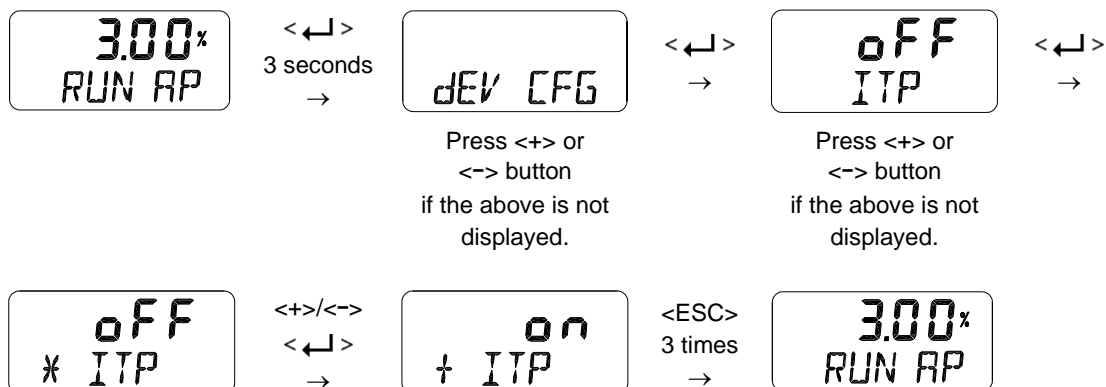 3.00%
RUN AP
< ↵ >
3 seconds
→
dEV CFG
Press <+> or
<-> button
if the above is not
displayed.
< ↵ >
→
oFF
ITP
Press <+> or
<-> button
if the above is not
displayed.
< ↵ >
→
oFF
* ITP
<+>/<->
< ↵ >
→
on
+ ITP
<ESC>
3 times
→
3.00%
RUN AP